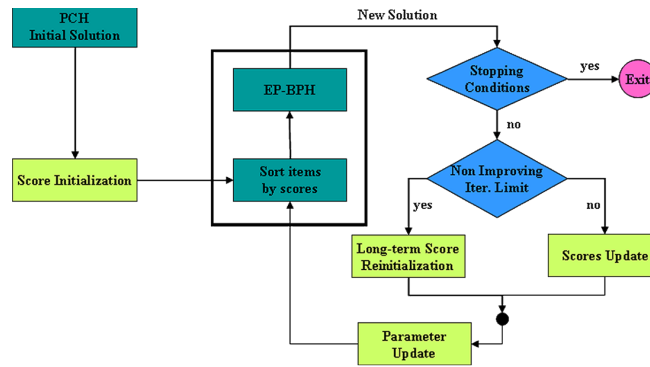 PCH
Initial Solution
New Solution
Stopping
Conditions
yes
Exit
EP-BPH
no
Score Initialization
Sort items
by scores
Non Improving
Iter. Limit
yes
no
Long-term Score
Reinitialization
Scores Update
Parameter
Update